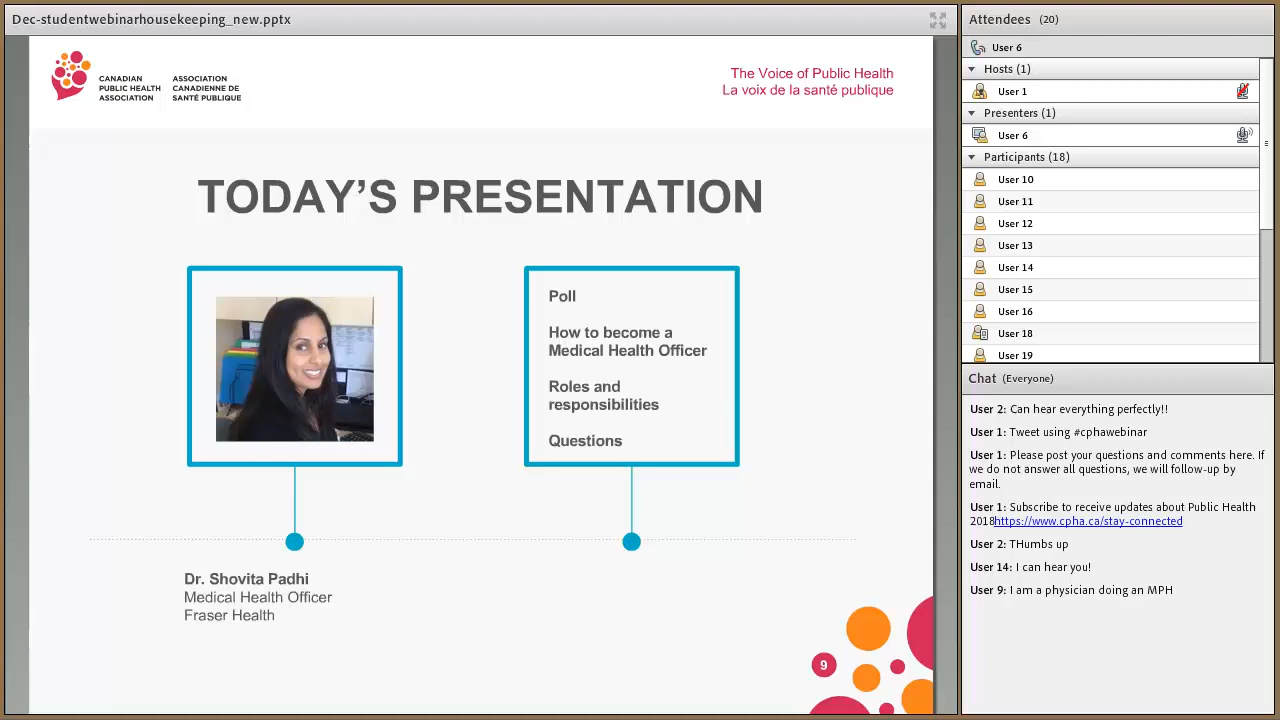 Dec-studentwebinarhousekeeping_new.pptx
CANADIAN
PUBLIC HEALTH
ASSOCIATION
ASSOCIATION
CANADIENNE DE
SANTÉ PUBLIQUE
The Voice of Public Health
La voix de la santé publique
TODAY’S PRESENTATION
Poll
How to become a
Medical Health Officer
Roles and
responsibilities
Questions
Dr. Shovita Padhi
Medical Health Officer
Fraser Health
9
Attendees (20)
User 6
Hosts (1)
User 1
Presenters (1)
User 6
Participants (18)
User 10
User 11
User 12
User 13
User 14
User 15
User 16
User 18
User 19
Chat (Everyone)
User 2: Can hear everything perfectly!!
User 1: Tweet using #cphawebinar
User 1: Please post your questions and comments here. If
we do not answer all questions, we will follow-up by
email.
User 1: Subscribe to receive updates about Public Health
2018https://www.cpha.ca/stay-connected
User 2: THumbs up
User 14: I can hear you!
User 9: I am a physician doing an MPH